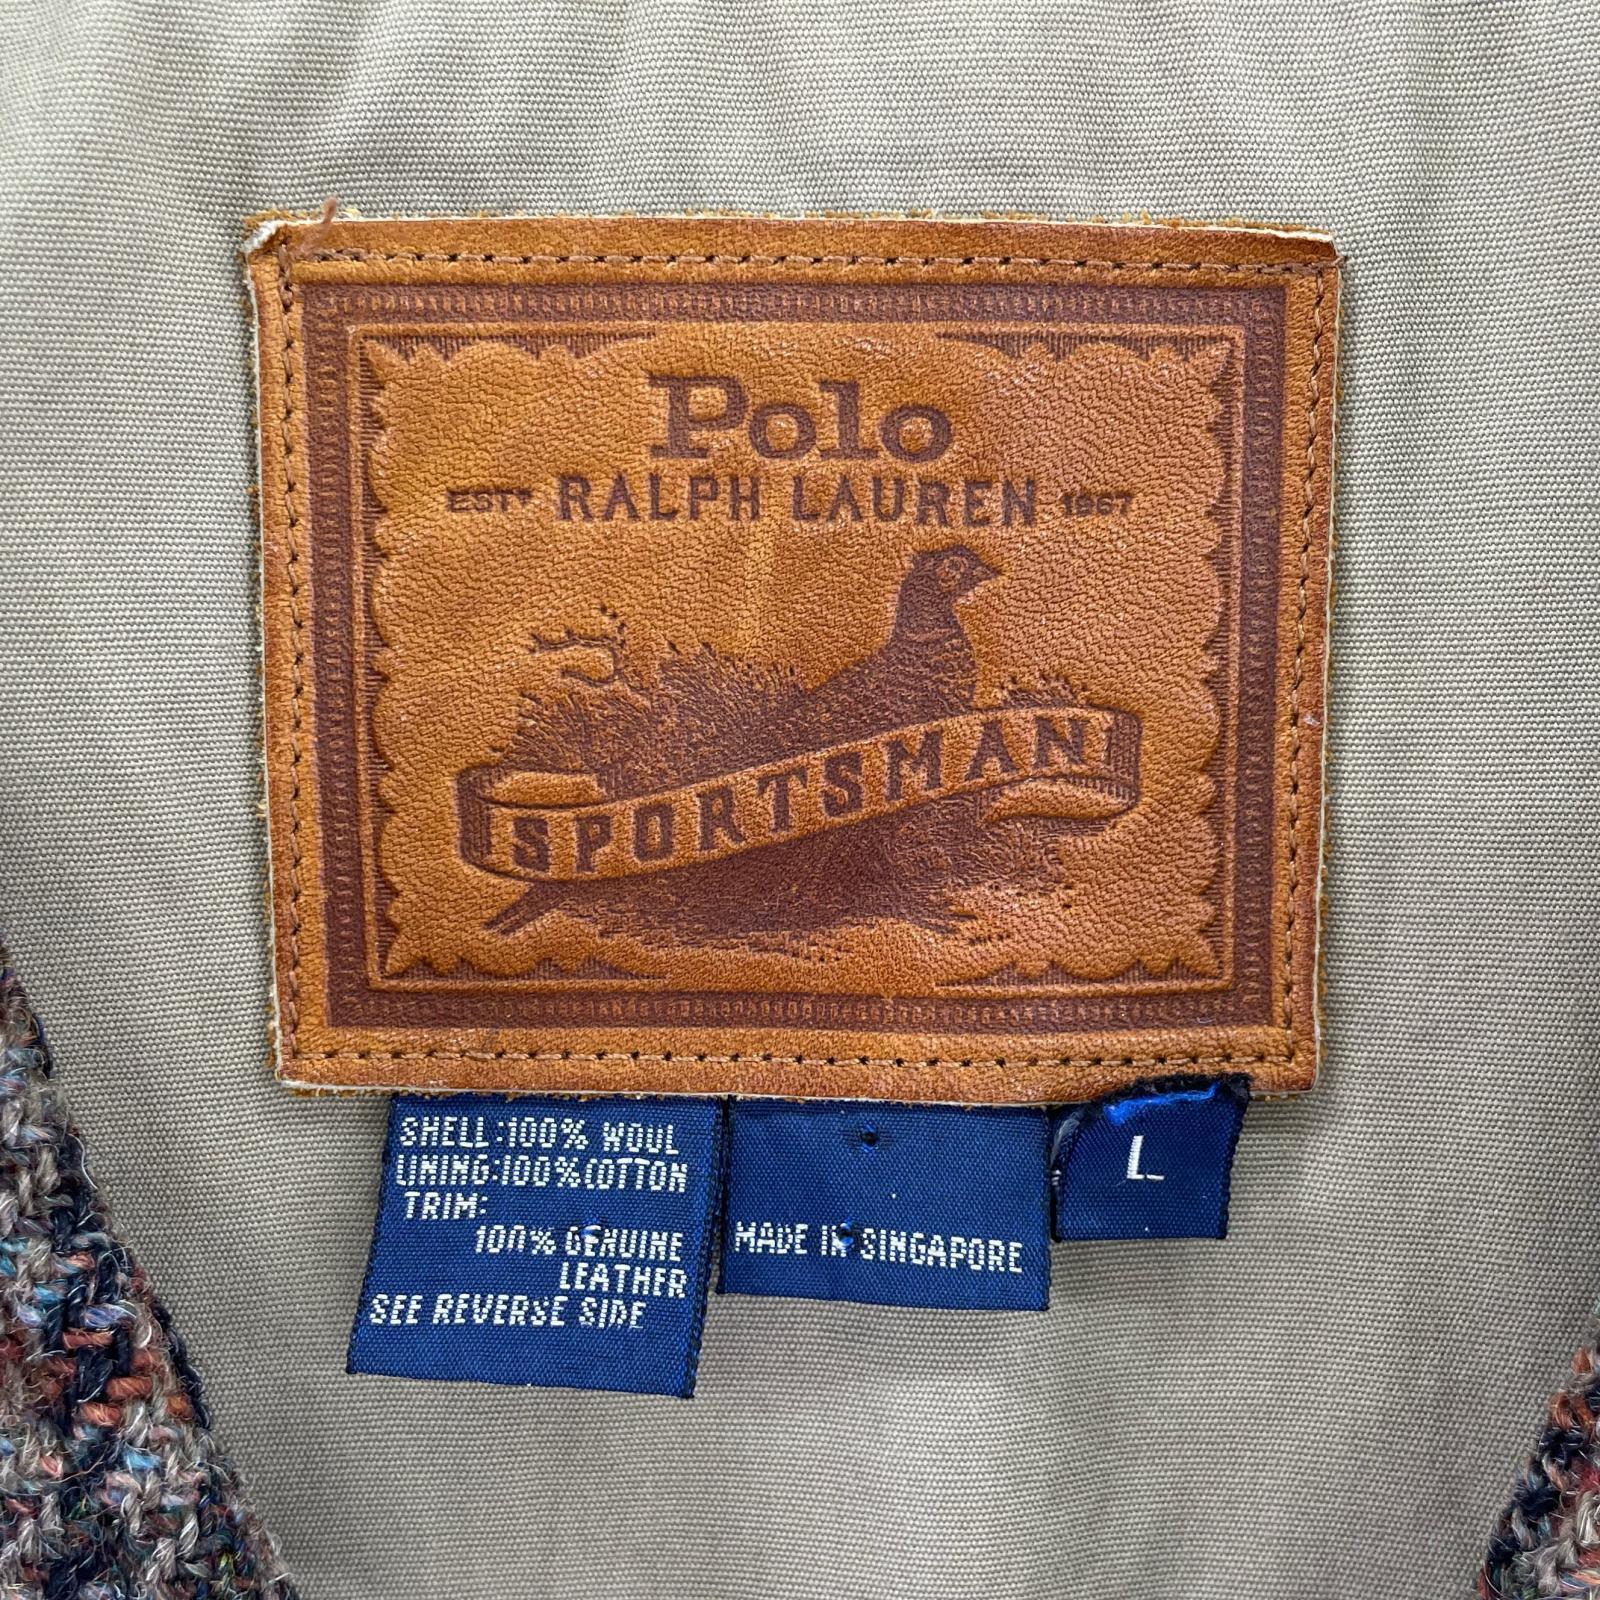 Polo
ESTD RALPH LAUREN 1967
SPORTSMAN
SHELL:100% WOOL
LINING:100% COTTON
TRIM:
100% GENUINE
LEATHER
SEE REVERSE SIDE
MADE IN SINGAPORE
L